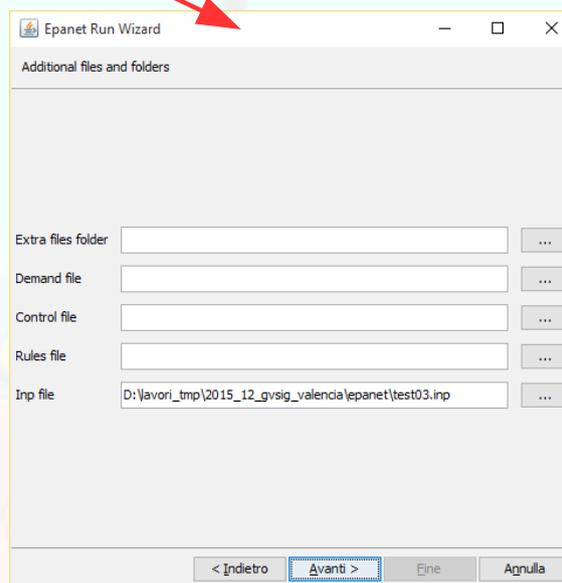 Epanet Run Wizard
Additional files and folders
Extra files folder ...
Demand file ...
Control file ...
Rules file ...
Inp file D:\lavori_tmp\2015_12_gvsig_valencia\epanet\test03.inp ...
< Indietro Avanti > Fine Annulla